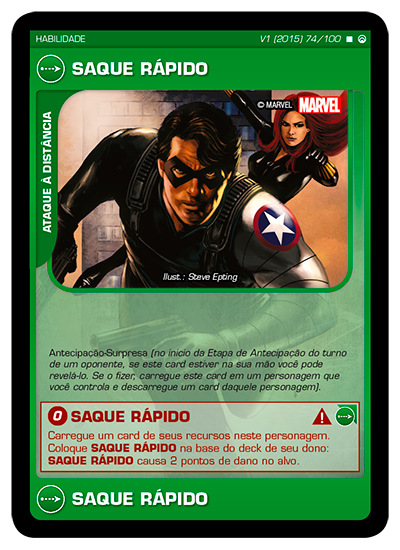 HABILIDADE
V1 (2015) 74/100
SAQUE RÁPIDO
ATAQUE À DISTÂNCIA
© MARVEL MARVEL
Ilust.: Steve Epting
Antecipação-Surpresa (no início da Etapa de Antecipação do turno
de um oponente, se este card estiver na sua mão você pode
revelá-lo. Se o fizer, carregue este card em um personagem que
você controla e descarregue um card daquele personagem).
0 SAQUE RÁPIDO
Carregue um card de seus recursos neste personagem.
Coloque SAQUE RÁPIDO na base do deck de seu dono:
SAQUE RÁPIDO causa 2 pontos de dano no alvo.
SAQUE RÁPIDO